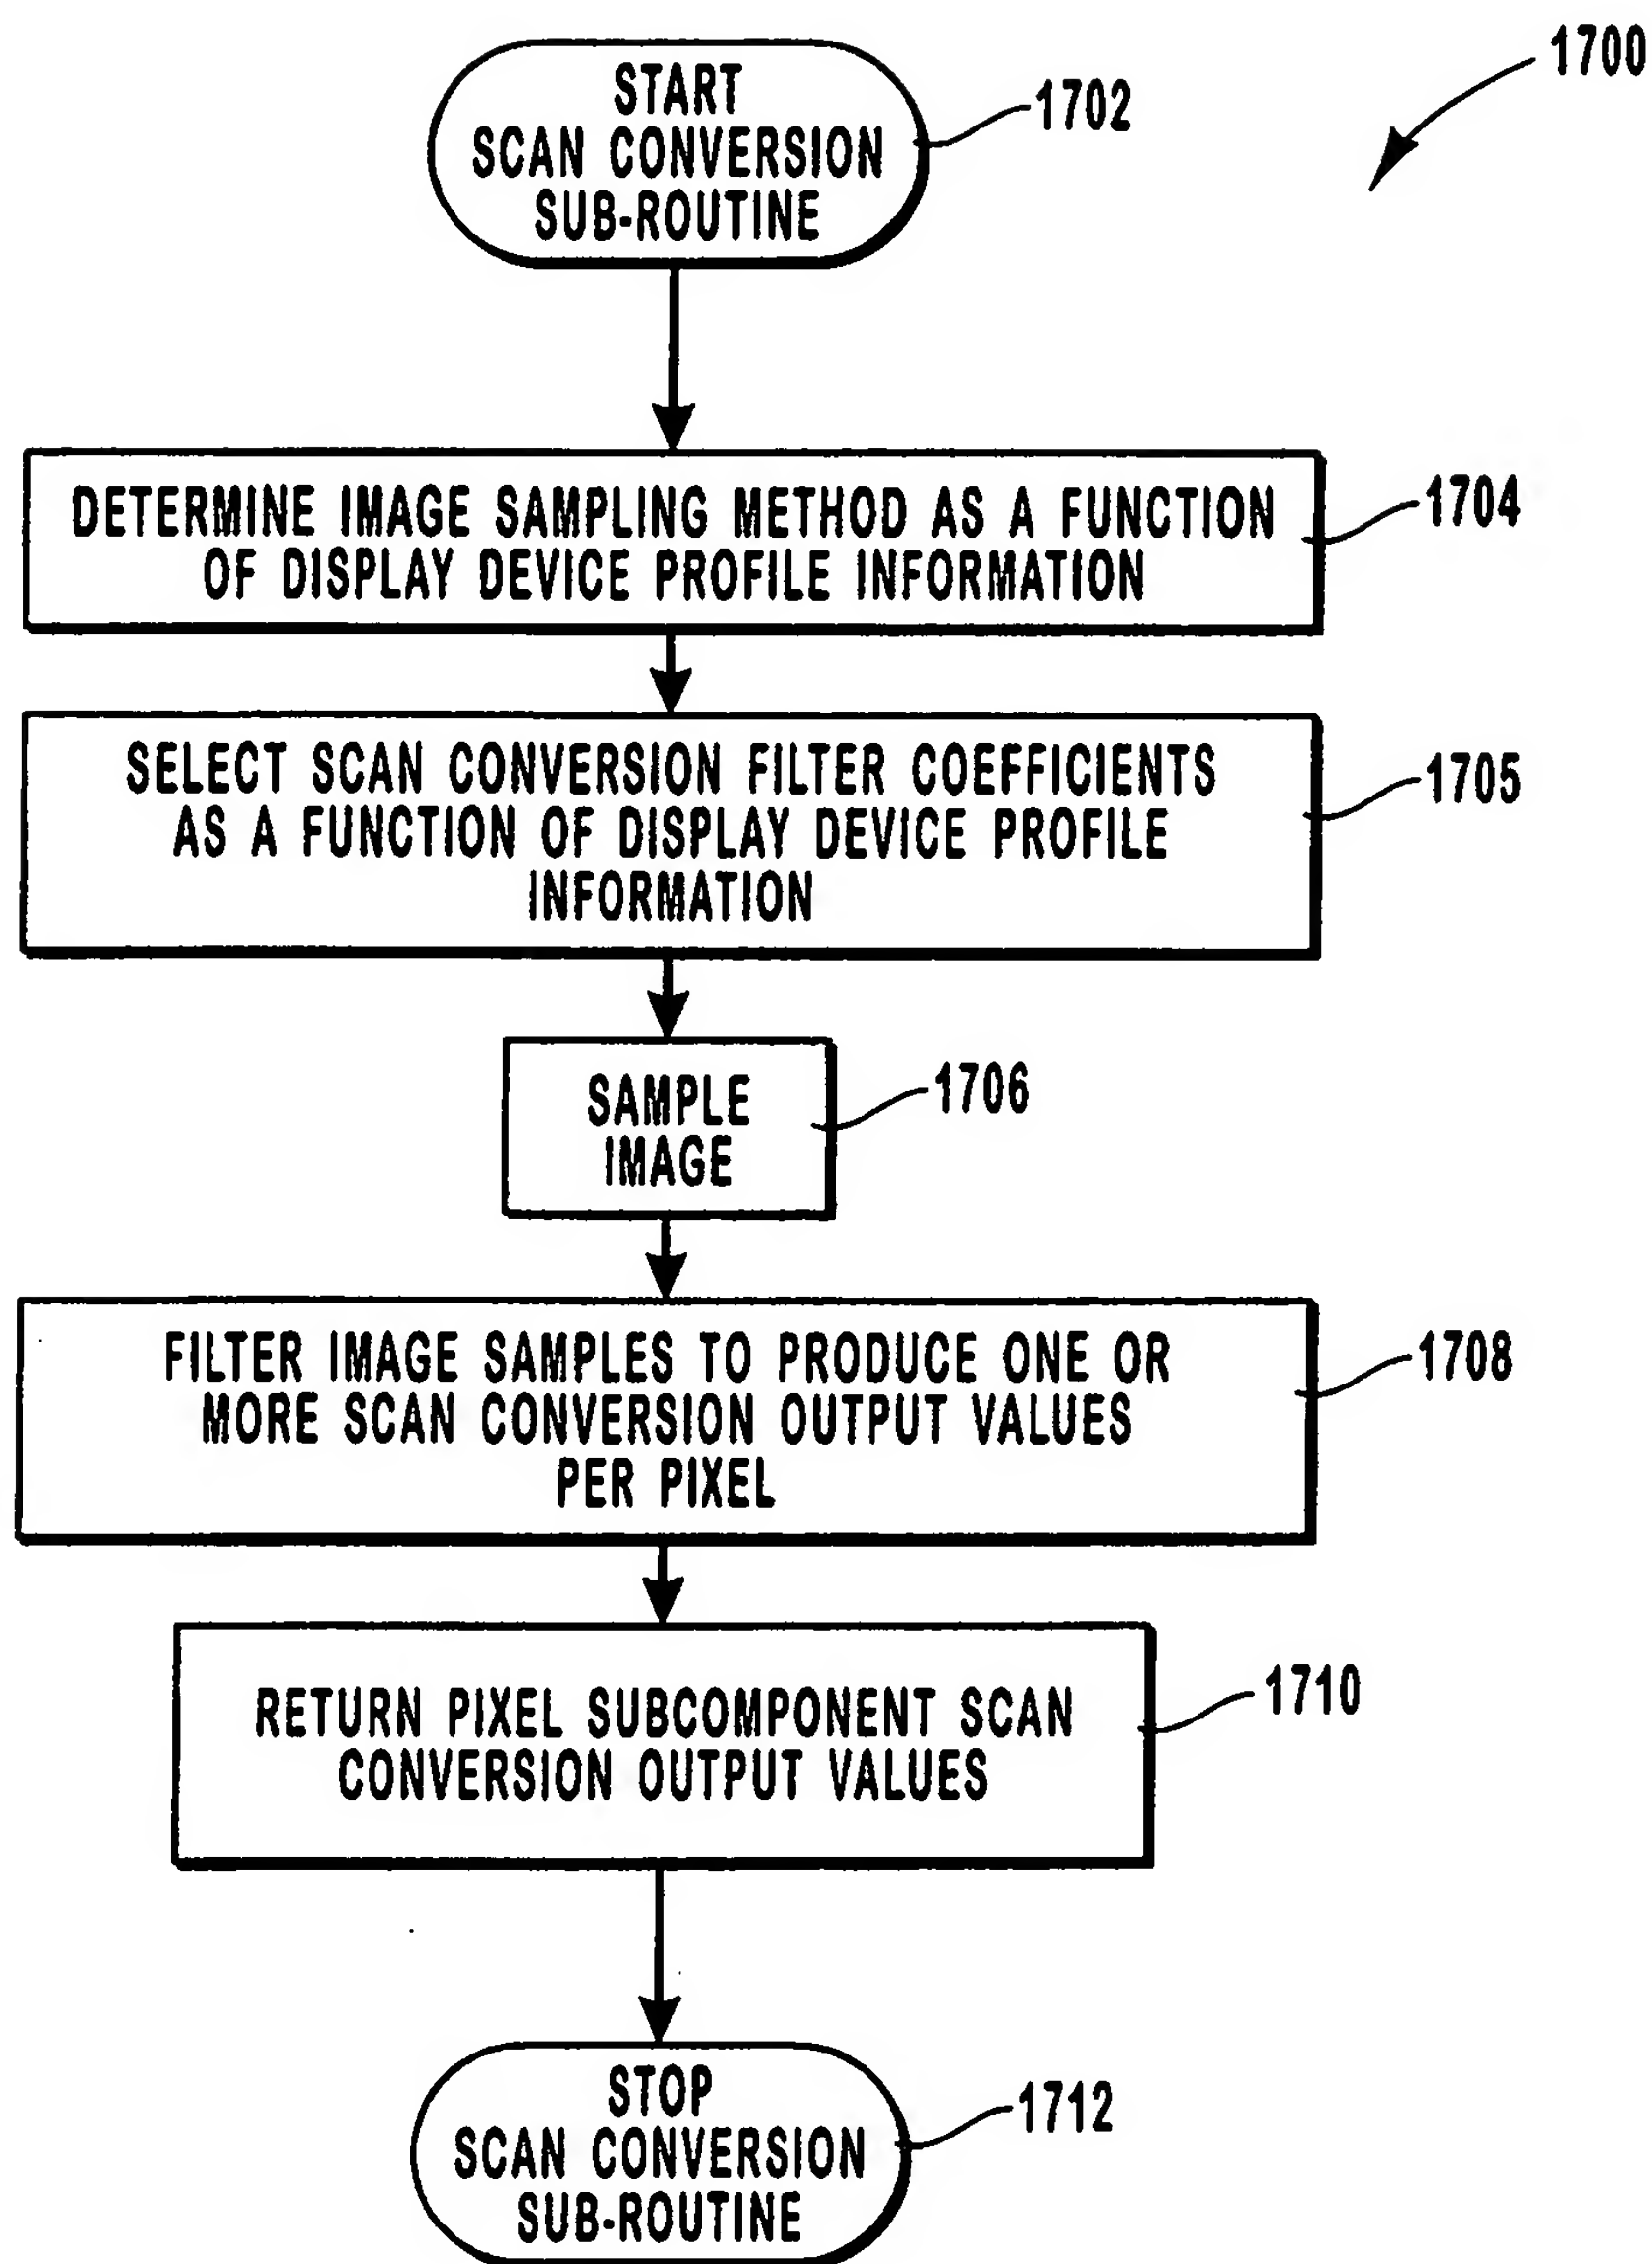 1700
START
SCAN CONVERSION
SUB-ROUTINE
1702
DETERMINE IMAGE SAMPLING METHOD AS A FUNCTION
OF DISPLAY DEVICE PROFILE INFORMATION
1704
SELECT SCAN CONVERSION FILTER COEFFICIENTS
AS A FUNCTION OF DISPLAY DEVICE PROFILE
INFORMATION
1705
SAMPLE
IMAGE
1706
FILTER IMAGE SAMPLES TO PRODUCE ONE OR
MORE SCAN CONVERSION OUTPUT VALUES
PER PIXEL
1708
RETURN PIXEL SUBCOMPONENT SCAN
CONVERSION OUTPUT VALUES
1710
STOP
SCAN CONVERSION
SUB-ROUTINE
1712